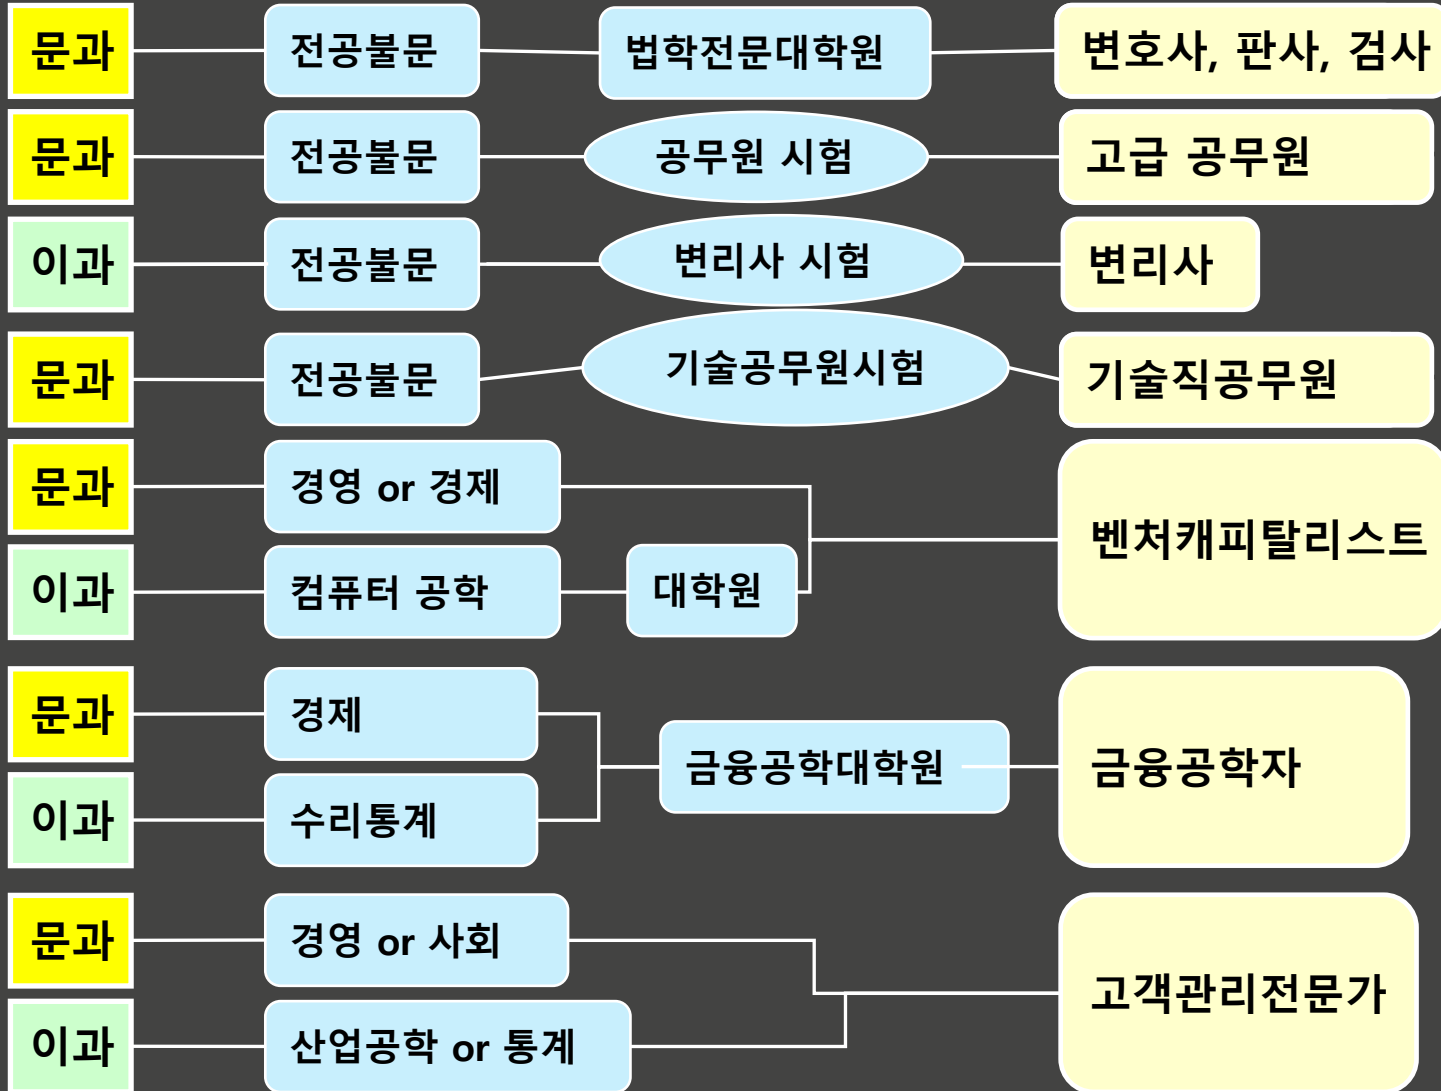 문과 전공불문 법학전문대학원 변호사, 판사, 검사
문과 전공불문 공무원 시험 고급 공무원
이과 전공불문 변리사 시험 변리사
문과 전공불문 기술공무원시험 기술직공무원
문과 경영 or 경제
벤처캐피탈리스트
이과 컴퓨터 공학 대학원
문과 경제
금융공학대학원 금융공학자
이과 수리통계
문과 경영 or 사회
고객관리전문가
이과 산업공학 or 통계